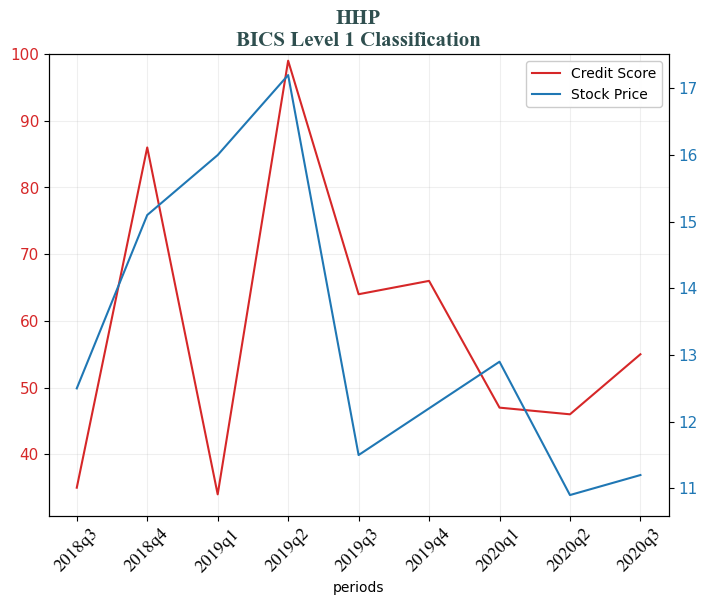 HHP
BICS Level 1 Classification
Credit Score
Stock Price
100
90
80
70
60
50
40
17
16
15
14
13
12
11
2018q3
2018q4
2019q1
2019q2
2019q3
2019q4
2020q1
2020q2
2020q3
periods